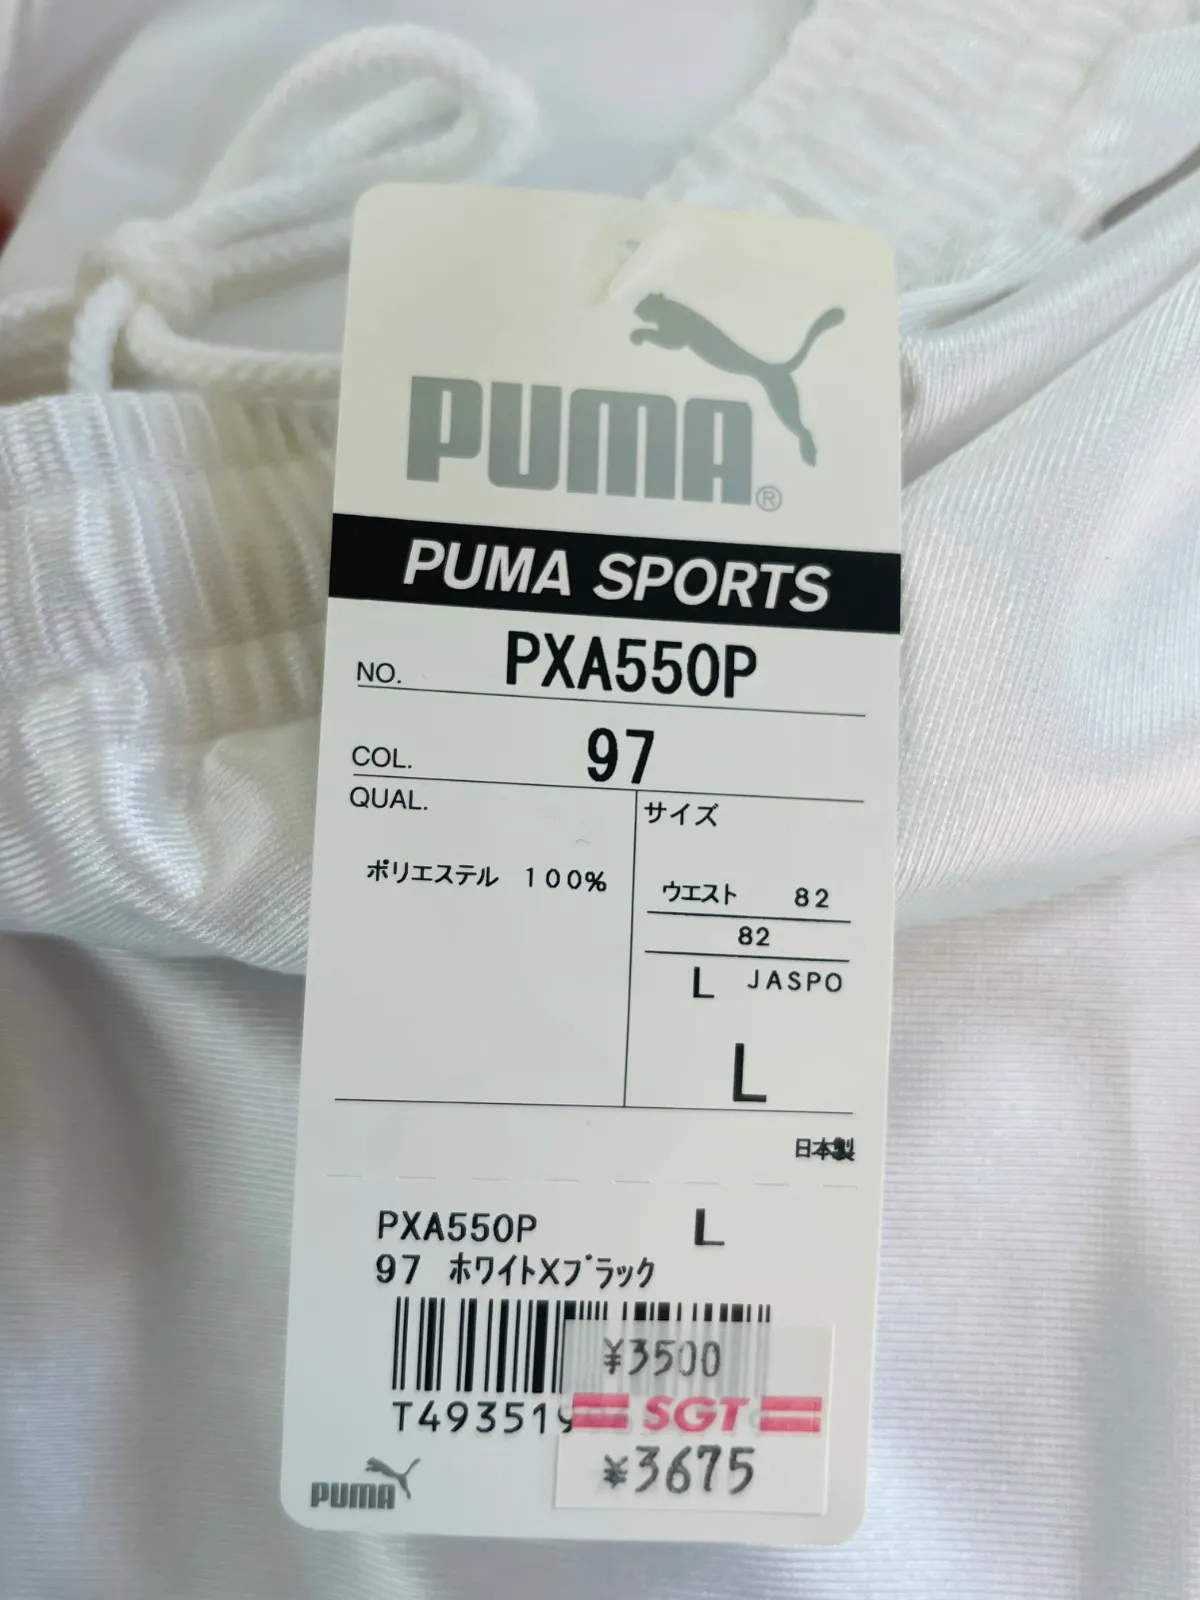 PUMA®
PUMA SPORTS
NO. PXA550P
COL. 97
QUAL.
ポリエステル 100%
サイズ
ウエスト 82
82
L JASPO
L
日本製
PXA550P L
97 ホワイトXブラック
¥3500
T493519
SGT
¥3675
PUMA